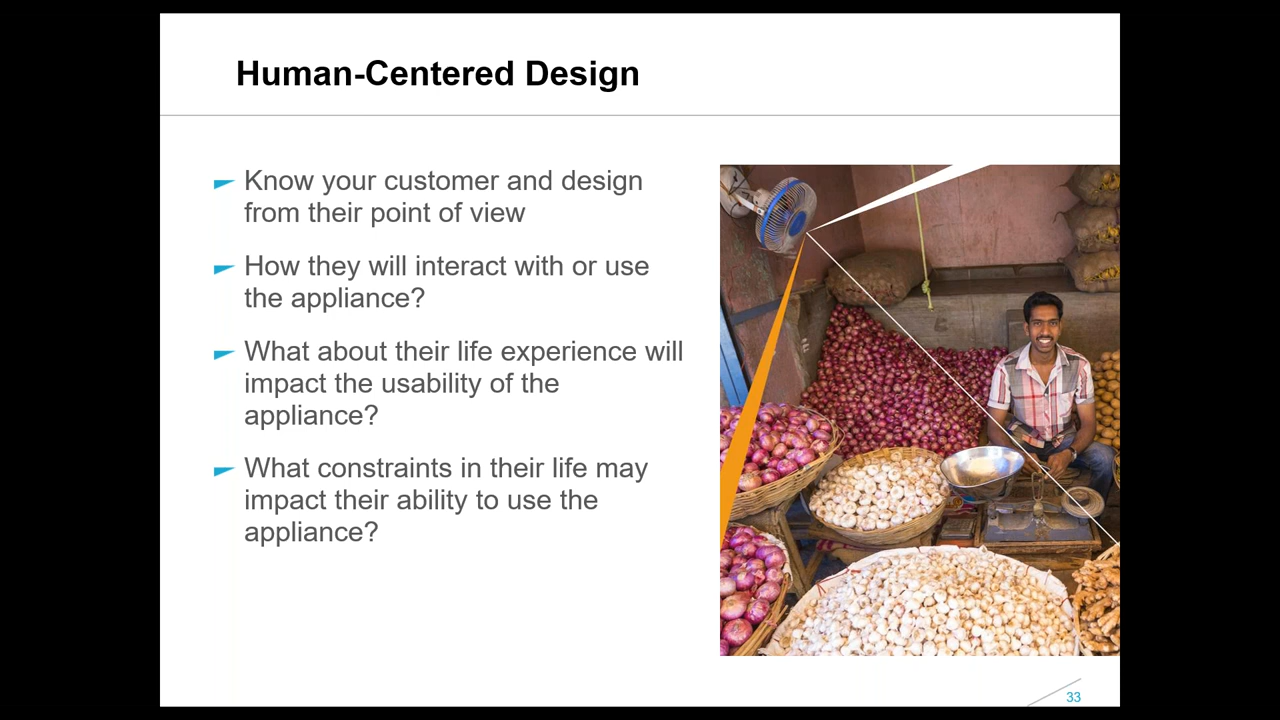 Human-Centered Design
Know your customer and design
from their point of view
How they will interact with or use
the appliance?
What about their life experience will
impact the usability of the
appliance?
What constraints in their life may
impact their ability to use the
appliance?
33